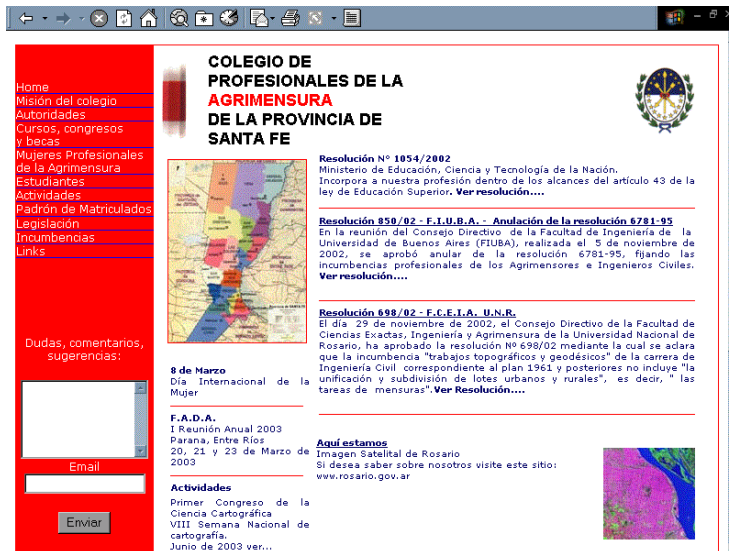 COLEGIO DE
PROFESIONALES DE LA
AGRIMENSURA
DE LA PROVINCIA DE
SANTA FE
Home
Misión del colegio
Autoridades
Cursos, congresos
y becas
Mujeres Profesionales
de la Agrimensura
Estudiantes
Actividades
Padrón de Matriculados
Legislación
Incumbencias
Links
Dudas, comentarios,
sugerencias:
Email
Enviar
8 de Marzo
Día Internacional de la
Mujer
F.A.D.A.
I Reunión Anual 2003
Parana, Entre Ríos
20, 21 y 23 de Marzo de
2003
Actividades
Primer Congreso de la
Ciencia Cartográfica
VIII Semana Nacional de
cartografía.
Junio de 2003 ver...
Resolución N° 1054/2002
Ministerio de Educación, Ciencia y Tecnología de la Nación.
Incorpora a nuestra profesión dentro de los alcances del artículo 43 de la
ley de Educación Superior. Ver resolución....
Resolución 850/02 - F.I.U.B.A. - Anulación de la resolución 6781-95
En la reunión del Consejo Directivo de la Facultad de Ingeniería de la
Universidad de Buenos Aires (FIUBA), realizada el 5 de noviembre de
2002, se aprobó anular de la resolución 6781-95, fijando las
incumbencias profesionales de los Agrimensores e Ingenieros Civiles.
Ver resolución....
Resolución 698/02 - F.C.E.I.A. U.N.R.
El día 29 de noviembre de 2002, el Consejo Directivo de la Facultad de
Ciencias Exactas, Ingeniería y Agrimensura de la Universidad Nacional de
Rosario, ha aprobado la resolución Nº 698/02 mediante la cual se aclara
que la incumbencia "trabajos topográficos y geodésicos" de la carrera de
Ingeniería Civil correspondiente al plan 1961 y posteriores no incluye "la
unificación y subdivisión de lotes urbanos y rurales", es decir, " las
tareas de mensuras".Ver Resolución....
Aquí estamos
Imagen Satelital de Rosario
Si desea saber sobre nosotros visite este sitio:
www.rosario.gov.ar